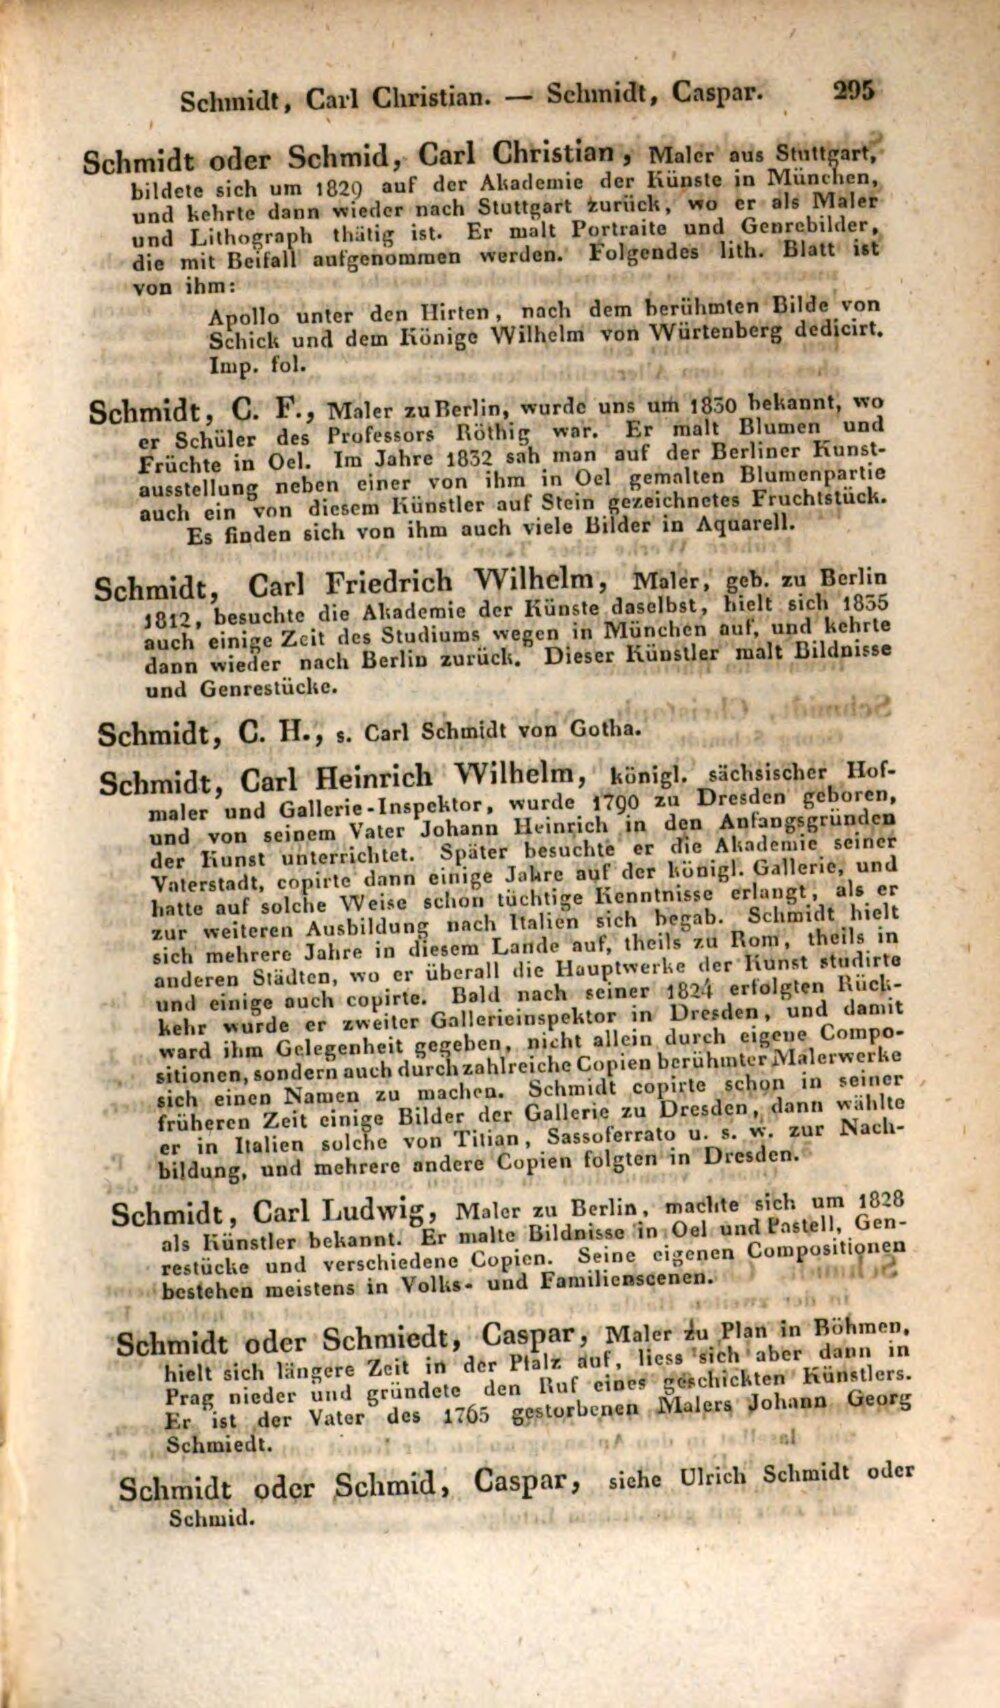 Schmidt, Carl Christian. — Schmidt, Caspar. 295
Schmidt oder Schmid, Carl Christian, Maler aus Stuttgart,
bildete sich um 1829 auf der Akademie der Künste in München,
und kehrte dann wieder nach Stuttgart zurück, wo er als Maler
und Lithograph thätig ist. Er malt Portraite und Genrebilder,
die mit Beifall aufgenommen werden. Folgendes lith. Blatt ist
von ihm:
Apollo unter den Hirten, nach dem berühmten Bilde von
Schick und dem Könige Wilhelm von Würtenberg dedicirt.
Imp. fol.
Schmidt, C. F., Maler zu Berlin, wurde uns um 1830 bekannt, wo
er Schüler des Professors Röthig war. Er malt Blumen und
Früchte in Oel. Im Jahre 1832 sah man auf der Berliner Kunst-
ausstellung neben einer von ihm in Oel gemalten Blumenpartie
auch ein von diesem Künstler auf Stein gezeichnetes Fruchtstück.
Es finden sich von ihm auch viele Bilder in Aquarell.
Schmidt, Carl Friedrich Wilhelm, Maler, geb. zu Berlin
1812, besuchte die Akademie der Künste daselbst, hielt sich 1835
auch einige Zeit des Studiums wegen in München auf, und kehrte
dann wieder nach Berlin zurück. Dieser Künstler malt Bildnisse
und Genrestücke.
Schmidt, C. H., s. Carl Schmidt von Gotha.
Schmidt, Carl Heinrich Wilhelm, königl. sächsischer Hof-
maler und Gallerie-Inspektor, wurde 1790 zu Dresden geboren,
und von seinem Vater Johann Heinrich in den Anfangsgründen
der Kunst unterrichtet. Später besuchte er die Akademie seiner
Vaterstadt, copirte dann einige Jahre auf der königl. Gallerie, und
hatte auf solche Weise schon tüchtige Kenntnisse erlangt, als er
zur weiteren Ausbildung nach Italien sich begab. Schmidt hielt
sich mehrere Jahre in diesem Lande auf, theils zu Rom, theils in
anderen Städten, wo er überall die Hauptwerke der Kunst studirte
und einige auch copirte. Bald nach seiner 1824 erfolgten Rück-
kehr wurde er zweiter Gallerieinspektor in Dresden, und damit
ward ihm Gelegenheit gegeben, nicht allein durch eigene Compo-
sitionen, sondern auch durch zahlreiche Copien berühmter Malerwerke
sich einen Namen zu machen. Schmidt copirte schon in seiner
früheren Zeit einige Bilder der Gallerie zu Dresden, dann wählte
er in Italien solche von Titian, Sassoferrato u. s. w. zur Nach-
bildung, und mehrere andere Copien folgten in Dresden.
Schmidt, Carl Ludwig, Maler zu Berlin, machte sich um 1828
als Künstler bekannt. Er malte Bildnisse in Oel und Pastell, Gen-
restücke und verschiedene Copien. Seine eigenen Compositionen
bestehen meistens in Volks- und Familienscenen.
Schmidt oder Schmiedt, Caspar, Maler zu Plan in Böhmen,
hielt sich längere Zeit in der Pfalz auf, liess sich aber dann in
Prag nieder und gründete den Ruf eines geschickten Künstlers.
Er ist der Vater des 1765 gestorbenen Malers Johann Georg
Schmiedt.
Schmidt oder Schmid, Caspar, siehe Ulrich Schmidt oder
Schmid.